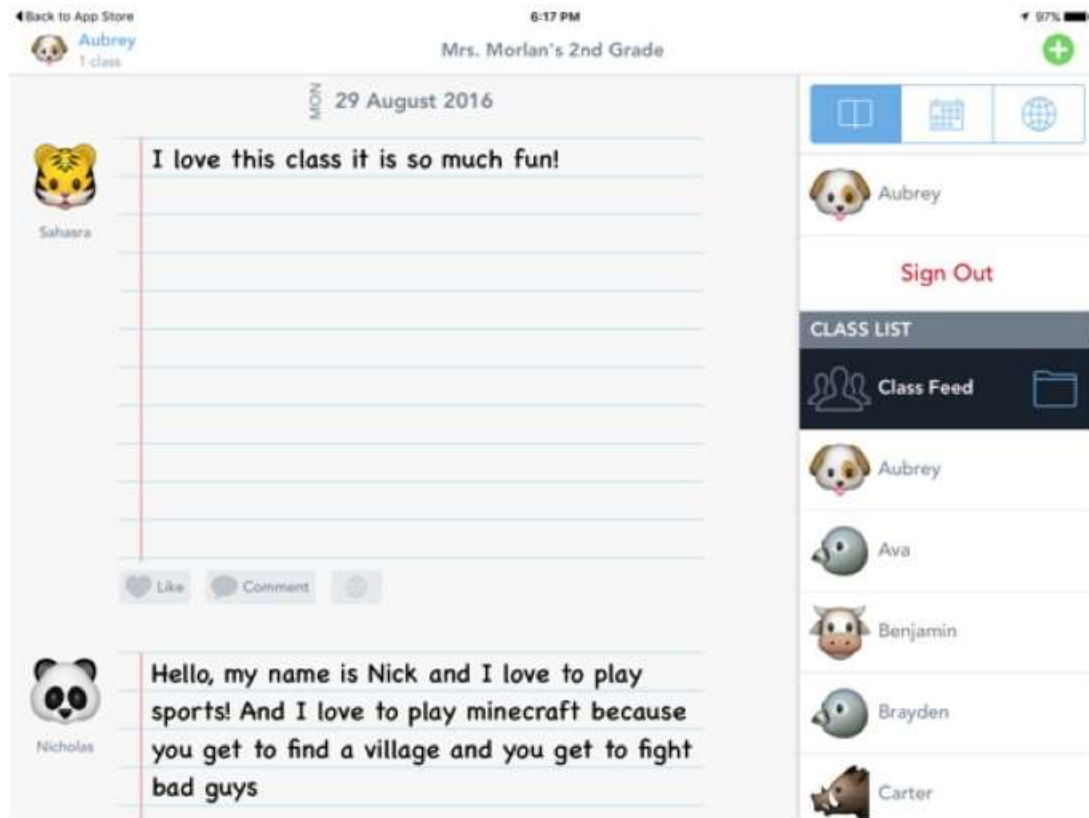 Back to App Store
6:17 PM
97%
Aubrey
1 class
Mrs. Morlan's 2nd Grade
MON
29 August 2016
I love this class it is so much fun!
Sahasra
Like
Comment
Hello, my name is Nick and I love to play
sports! And I love to play minecraft because
you get to find a village and you get to fight
bad guys
Nicholas
Aubrey
Sign Out
CLASS LIST
Class Feed
Aubrey
Ava
Benjamin
Brayden
Carter